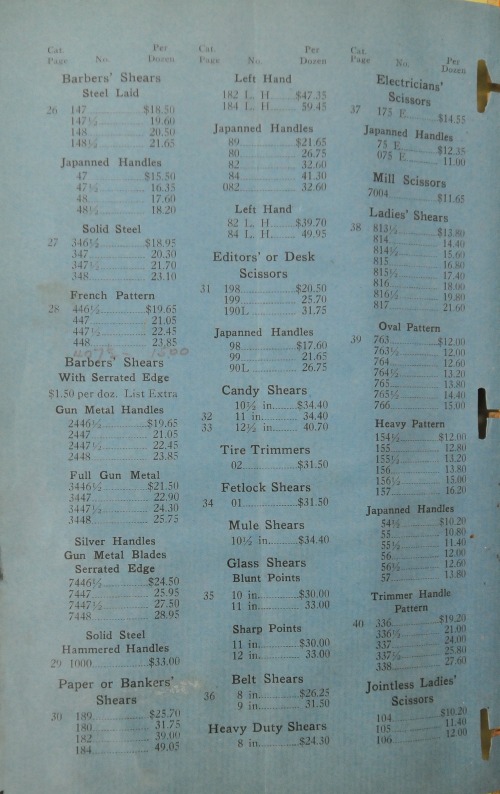 Cat. Page No. Per Dozen
Barbers' Shears
Steel Laid
26 147 $18.50
147½ 19.60
148 20.50
148½ 21.65
Japanned Handles
47 $15.50
47½ 16.35
48 17.60
48½ 18.20
Solid Steel
27 346½ $18.95
347 20.30
347½ 21.70
348 23.10
French Pattern
28 446½ $19.65
447 21.05
447½ 22.45
448 23.85
Barbers' Shears
With Serrated Edge
$1.50 per doz. List Extra
Gun Metal Handles
2446½ $19.65
2447 21.05
2447½ 22.45
2448 23.85
Full Gun Metal
3446½ $21.50
3447 22.90
3447½ 24.30
3448 25.75
Silver Handles
Gun Metal Blades
Serrated Edge
7446½ $24.50
7447 25.95
7447½ 27.50
7448 28.95
Solid Steel
Hammered Handles
29 1000 $33.00
Paper or Bankers'
Shears
30 189 $25.70
180 31.75
182 39.00
184 49.05
Cat. Page No. Per Dozen
Left Hand
182 L. H. $47.35
184 L. H. 59.45
Japanned Handles
89 $21.65
80 26.75
82 32.60
84 41.30
082 32.60
Left Hand
82 L. H. $39.70
84 L. H. 49.95
Editors' or Desk
Scissors
31 198 $20.50
199 25.70
190L 31.75
Japanned Handles
98 $17.60
99 21.65
90L 26.75
Candy Shears
10½ in. $34.40
32 11 in. 34.40
33 12½ in. 40.70
Tire Trimmers
02 $31.50
Fetlock Shears
34 01 $31.50
Mule Shears
10½ in. $34.40
Glass Shears
Blunt Points
35 10 in. $30.00
11 in. 33.00
Sharp Points
11 in. $30.00
12 in. 33.00
Belt Shears
36 8 in. $26.25
9 in. 31.50
Heavy Duty Shears
8 in. $24.30
Cat. Page No. Per Dozen
Electricians'
Scissors
37 175 E $14.55
Japanned Handles
75 E $12.35
075 E 11.00
Mill Scissors
7004 $11.65
Ladies' Shears
38 813½ $13.80
814 14.40
814½ 15.60
815 16.80
815½ 17.40
816 18.00
816½ 19.80
817 21.60
Oval Pattern
39 763 $12.00
763½ 12.00
764 12.60
764½ 13.20
765 13.80
765½ 14.40
766 15.00
Heavy Pattern
154½ $12.00
155 12.80
155½ 13.20
156 13.80
156½ 15.00
157 16.20
Japanned Handles
54½ $10.20
55 10.80
55½ 11.40
56 12.00
56½ 12.60
57 13.80
Trimmer Handle
Pattern
40 336 $19.20
336½ 21.00
337 24.00
337½ 25.80
338 27.60
Jointless Ladies'
Scissors
104 $10.20
105 11.40
106 12.00